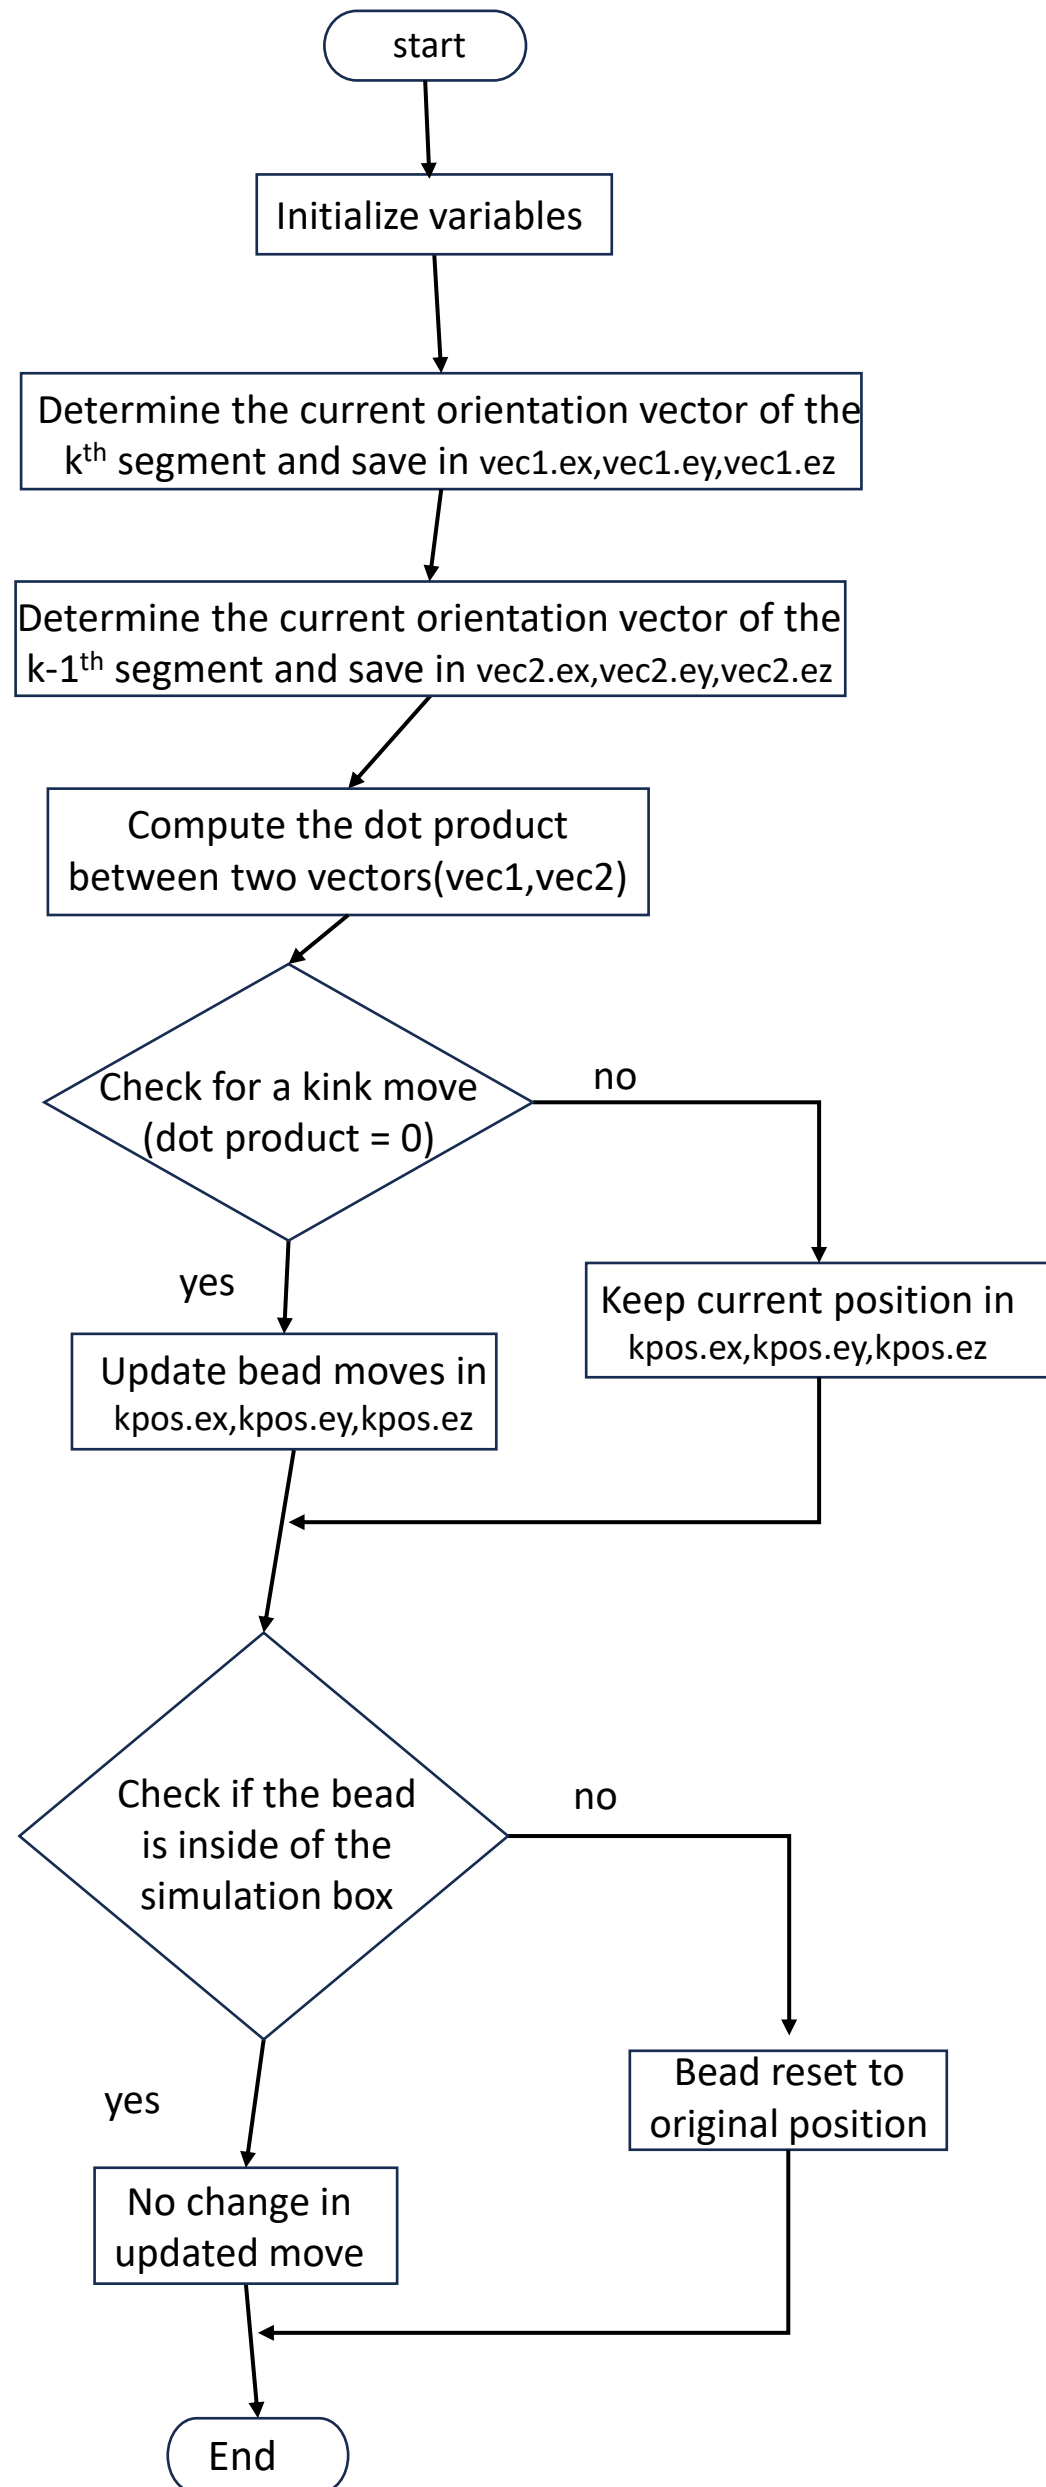 start
Initialize variables
Determine the current orientation vector of the
kth segment and save in vec1.ex,vec1.ey,vec1.ez
Determine the current orientation vector of the
k-1th segment and save in vec2.ex,vec2.ey,vec2.ez
Compute the dot product
between two vectors(vec1,vec2)
Check for a kink move
(dot product = 0)
no
yes
Keep current position in
kpos.ex,kpos.ey,kpos.ez
Update bead moves in
kpos.ex,kpos.ey,kpos.ez
Check if the bead
is inside of the
simulation box
no
yes
Bead reset to
original position
No change in
updated move
End